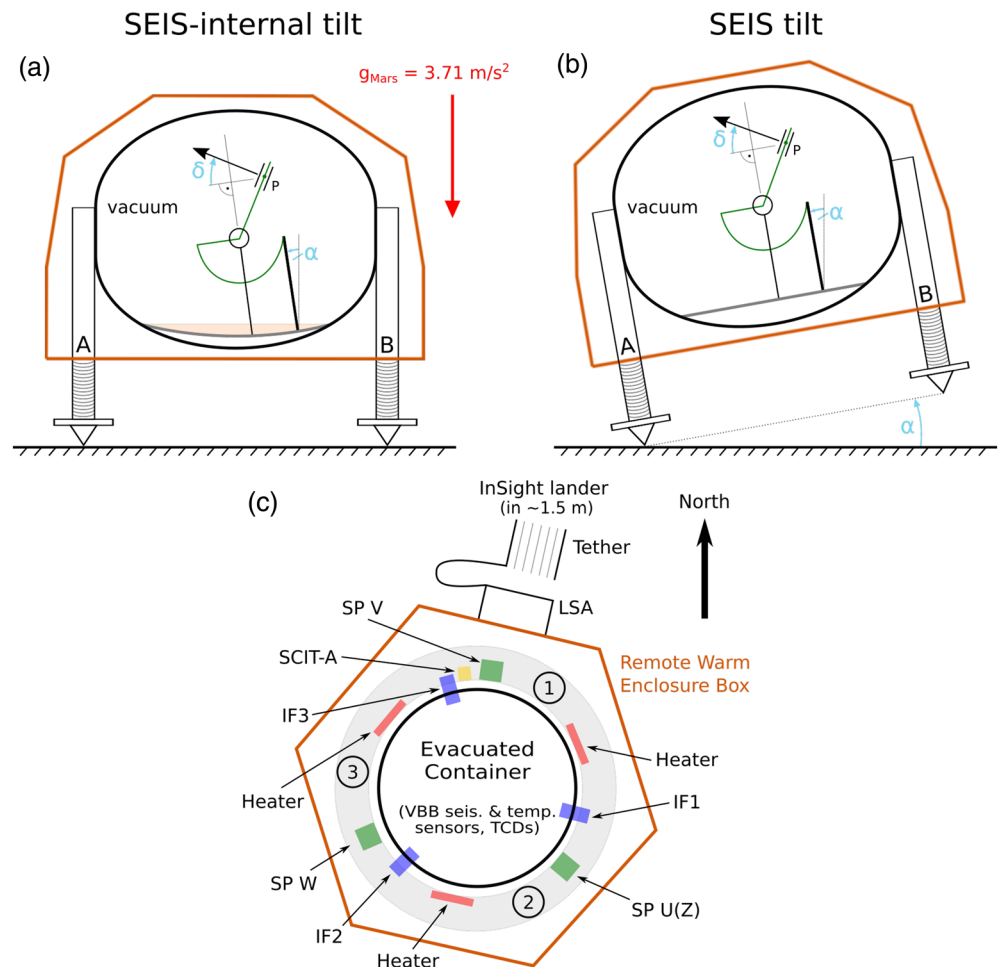 SEIS-internal tilt
SEIS tilt
(a)
g_Mars = 3.71 m/s²
(b)
δ
P
vacuum
α
A
B
δ
P
vacuum
α
A
B
α
(c)
InSight lander
(in ~1.5 m)
North
Tether
LSA
SP V
SCIT-A
IF3
Remote Warm
Enclosure Box
1
Heater
3
Evacuated
Container
(VBB seis. & temp.
sensors, TCDs)
Heater
IF1
SP W
2
SP U(Z)
IF2
Heater